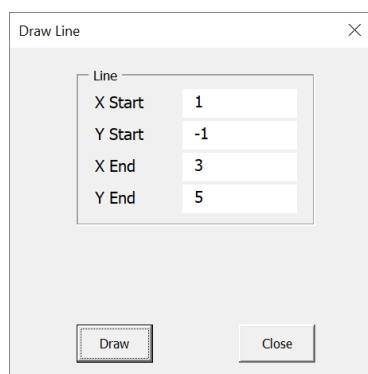 Draw Line
Line
X Start 1
Y Start -1
X End 3
Y End 5
Draw Close